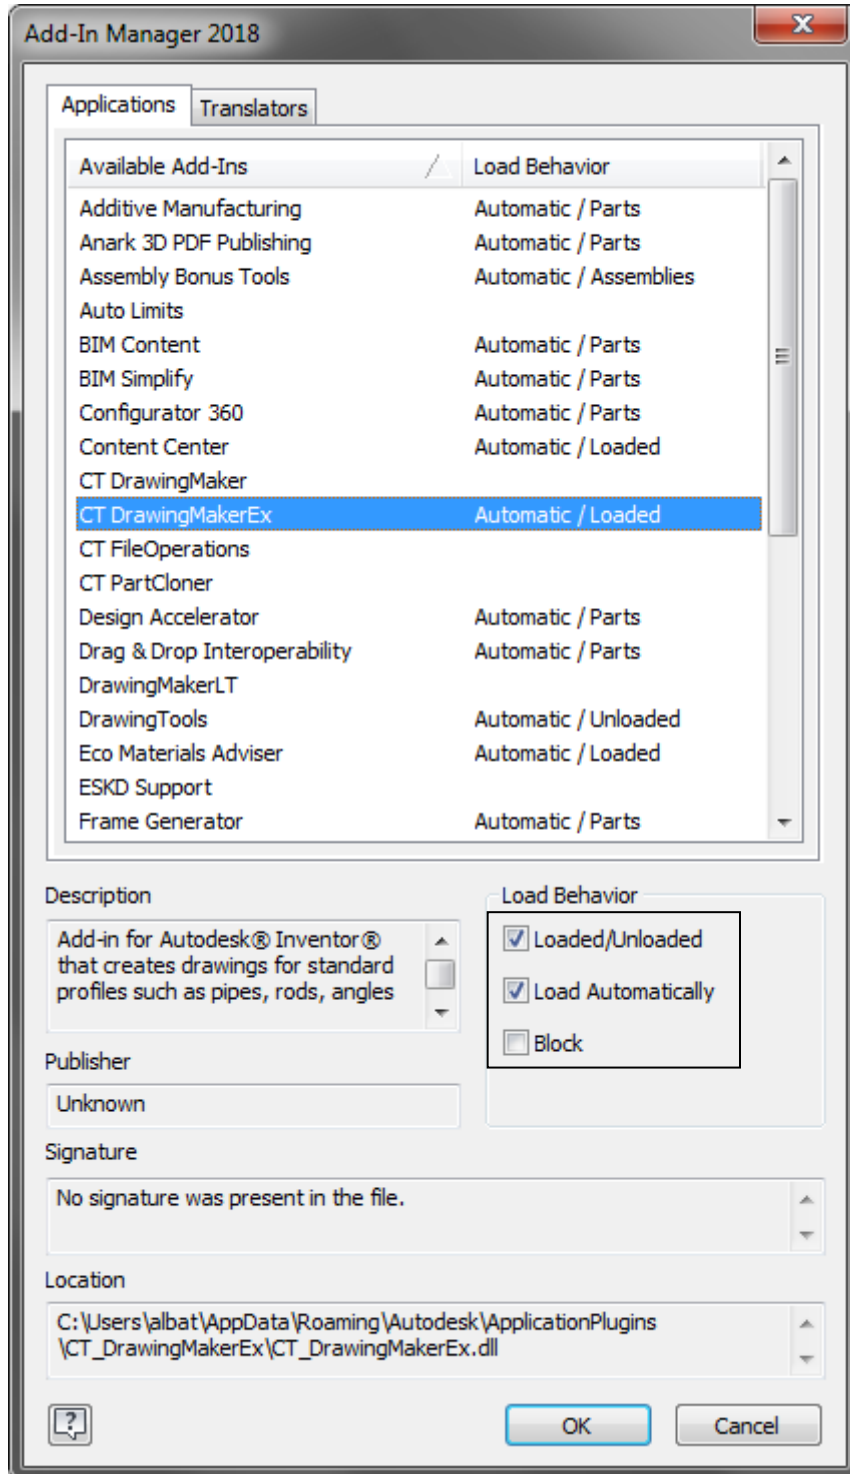 Add-In Manager 2018
Applications Translators
Available Add-Ins Load Behavior
Additive Manufacturing Automatic / Parts
Anark 3D PDF Publishing Automatic / Parts
Assembly Bonus Tools Automatic / Assemblies
Auto Limits
BIM Content Automatic / Parts
BIM Simplify Automatic / Parts
Configurator 360 Automatic / Parts
Content Center Automatic / Loaded
CT DrawingMaker
CT DrawingMakerEx Automatic / Loaded
CT FileOperations
CT PartCloner
Design Accelerator Automatic / Parts
Drag & Drop Interoperability Automatic / Parts
DrawingMakerLT
DrawingTools Automatic / Unloaded
Eco Materials Adviser Automatic / Loaded
ESKD Support
Frame Generator Automatic / Parts
Description
Add-in for Autodesk® Inventor®
that creates drawings for standard
profiles such as pipes, rods, angles
Load Behavior
Loaded/Unloaded
Load Automatically
Block
Publisher
Unknown
Signature
No signature was present in the file.
Location
C:\Users\albat\AppData\Roaming\Autodesk\ApplicationPlugins
\CT_DrawingMakerEx\CT_DrawingMakerEx.dll
? OK Cancel